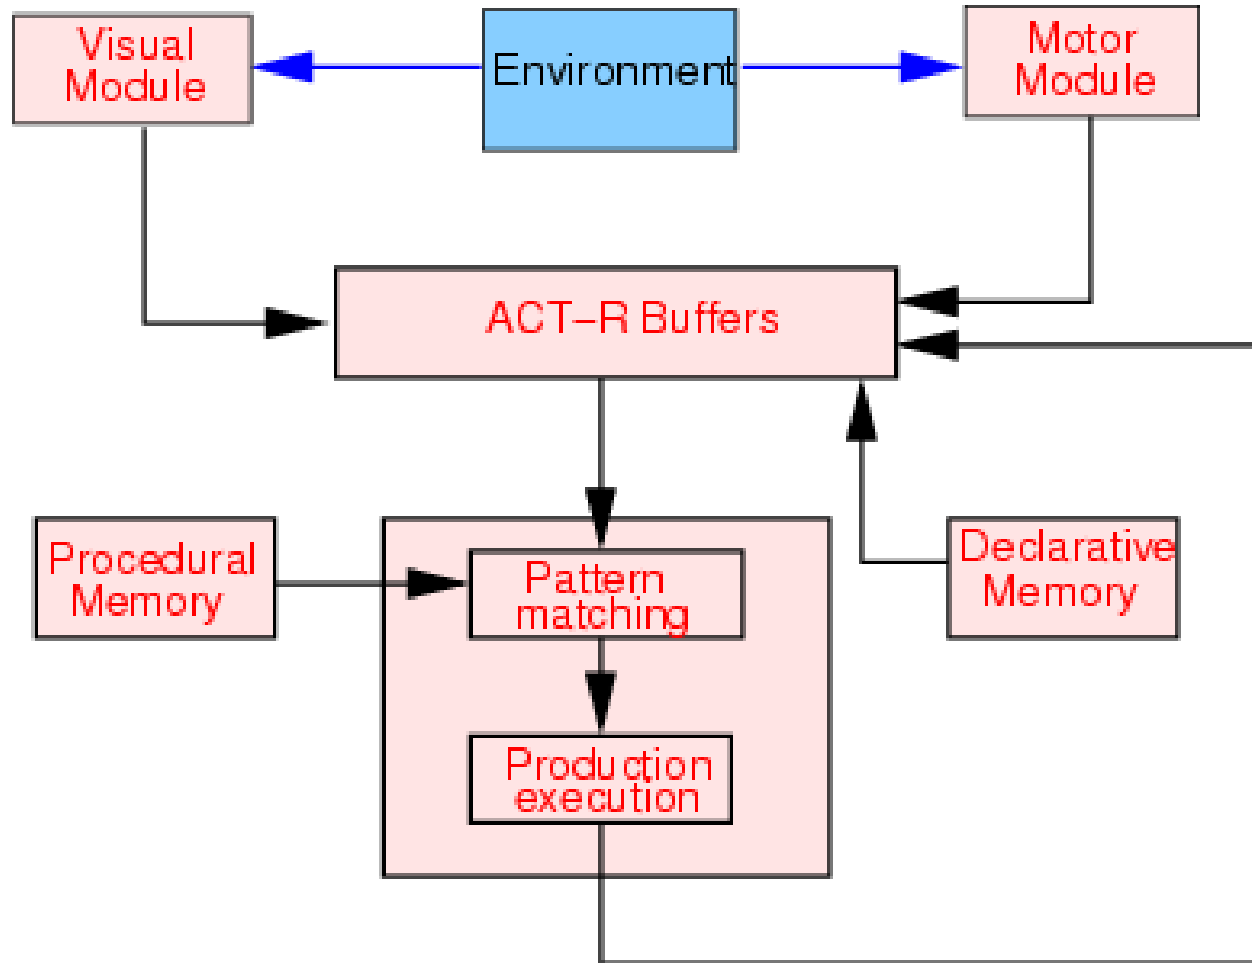 Visual
Module
Environment
Motor
Module
ACT-R Buffers
Procedural
Memory
Pattern
matching
Declarative
Memory
Production
execution